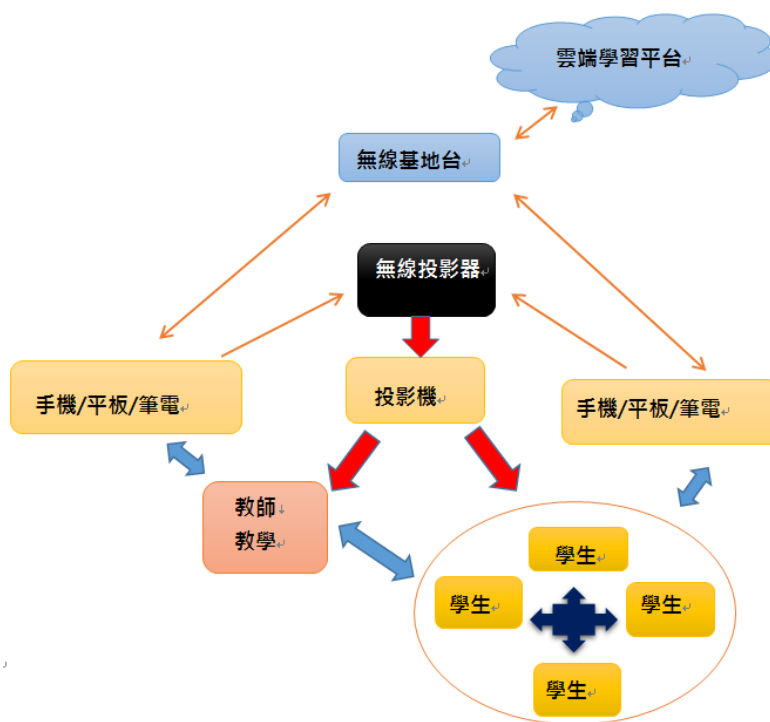 雲端學習平台
無線基地台
無線投影器
手機/平板/筆電
投影機
手機/平板/筆電
教師
教學
學生
學生
學生
學生